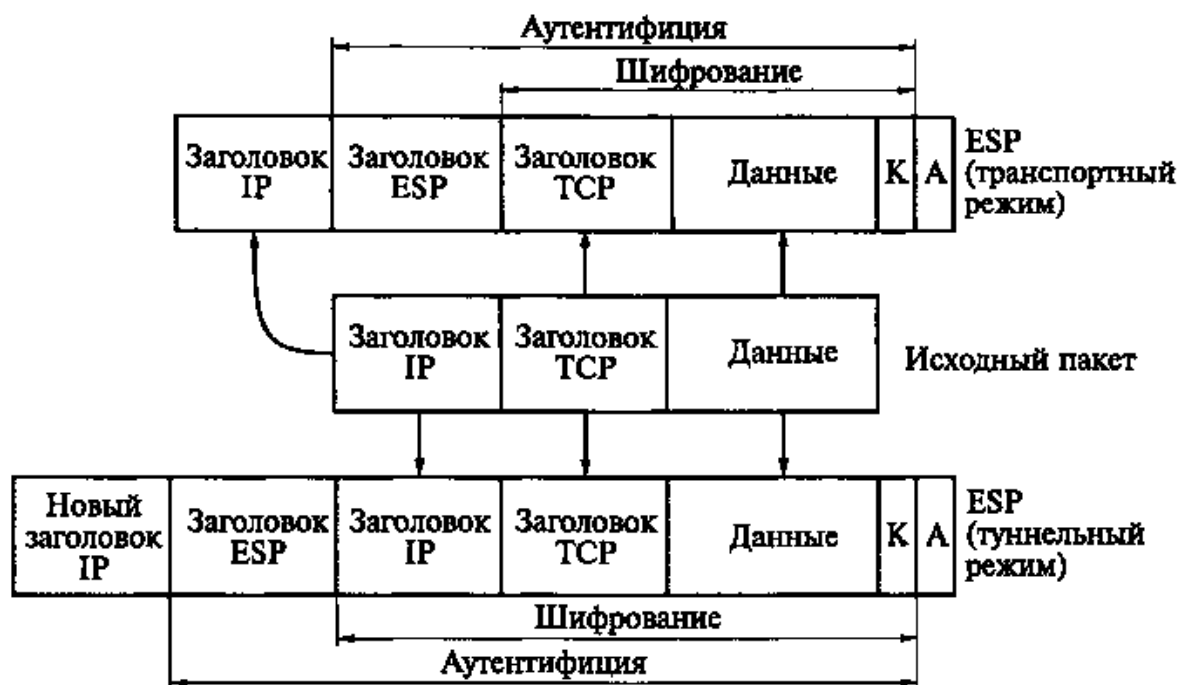 Аутентифиция
Шифрование
Заголовок
IP
Заголовок
ESP
Заголовок
TCP
Данные
К
А
ESP
(транспортный
режим)
Заголовок
IP
Заголовок
TCP
Данные
Исходный пакет
Новый
заголовок
IP
Заголовок
ESP
Заголовок
IP
Заголовок
TCP
Данные
К
А
ESP
(туннельный
режим)
Шифрование
Аутентифиция